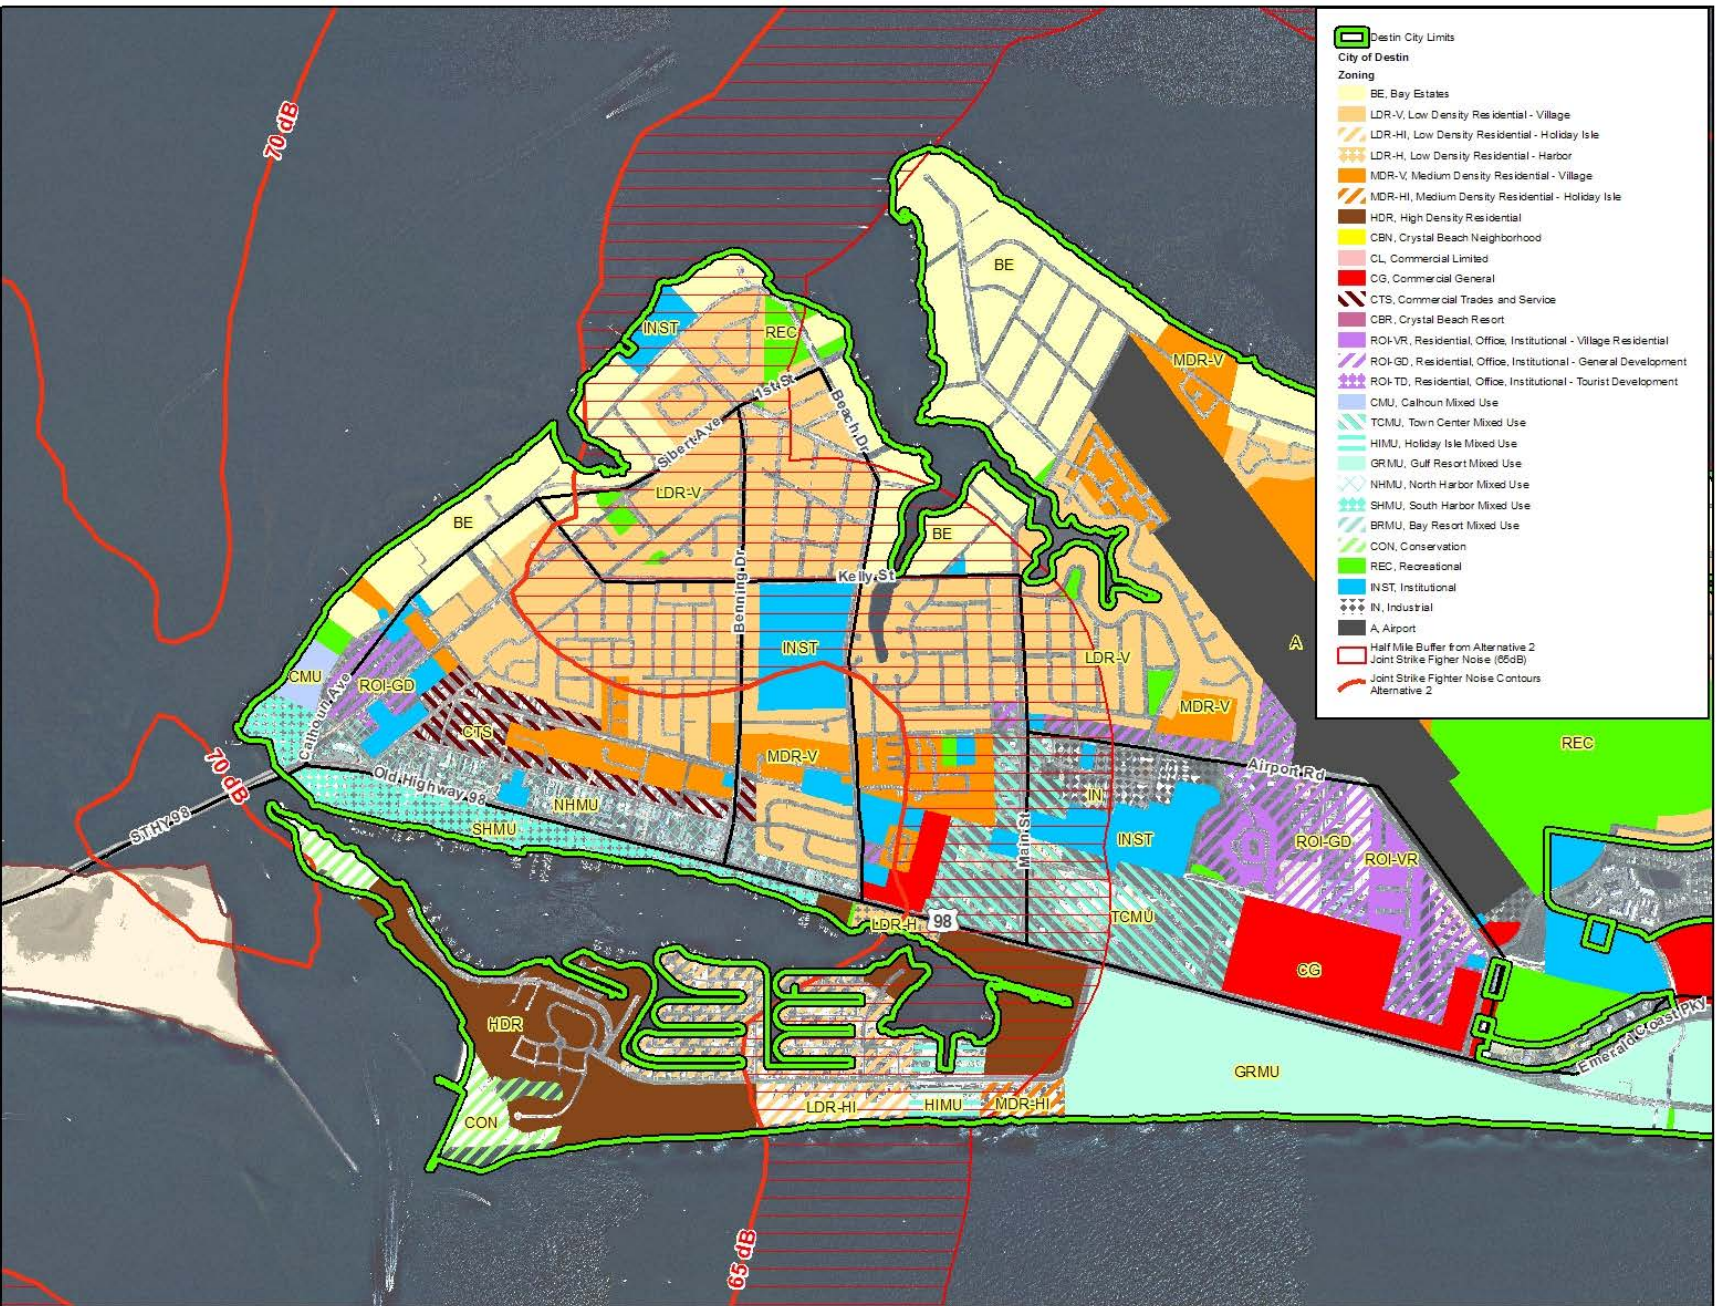 Destin City Limits
City of Destin
Zoning
BE, Bay Estates
LDR-V, Low Density Residential - Village
LDR-HI, Low Density Residential - Holiday Isle
LDR-H, Low Density Residential - Harbor
MDR-V, Medium Density Residential - Village
MDR-HI, Medium Density Residential - Holiday Isle
HDR, High Density Residential
CBN, Crystal Beach Neighborhood
CL, Commercial Limited
CG, Commercial General
CTS, Commercial Trades and Service
CBR, Crystal Beach Resort
ROI-VR, Residential, Office, Institutional - Village Residential
ROI-GD, Residential, Office, Institutional - General Development
ROI-TD, Residential, Office, Institutional - Tourist Development
CMU, Calhoun Mixed Use
TCMU, Town Center Mixed Use
HIMU, Holiday Isle Mixed Use
GRMU, Gulf Resort Mixed Use
NHMU, North Harbor Mixed Use
SHMU, South Harbor Mixed Use
BRMU, Bay Resort Mixed Use
CON, Conservation
REC, Recreational
INST, Institutional
IN, Industrial
A, Airport
Half Mile Buffer from Alternative 2
Joint Strike Figher Noise (65dB)
Joint Strike Fighter Noise Contours
Alternative 2
70 dB
BE
INST
REC
MDR-V
1st St
Beach Dr
Sibert Ave
LDR-V
BE
BE
Kelly St
Benning Dr
INST
A
LDR-V
CMU
ROI-GD
Calhoun Ave
MDR-V
CTS
REC
70 dB
MDR-V
Airport Rd
Old Highway 98
NHMU
IN
STHY 98
SHMU
Main St
INST
ROI-GD
ROI-VR
LDR-H
98
TCMU
CG
HDR
Emerald Coast Pky
GRMU
LDR-HI
HIMU
MDR-HI
CON
65 dB